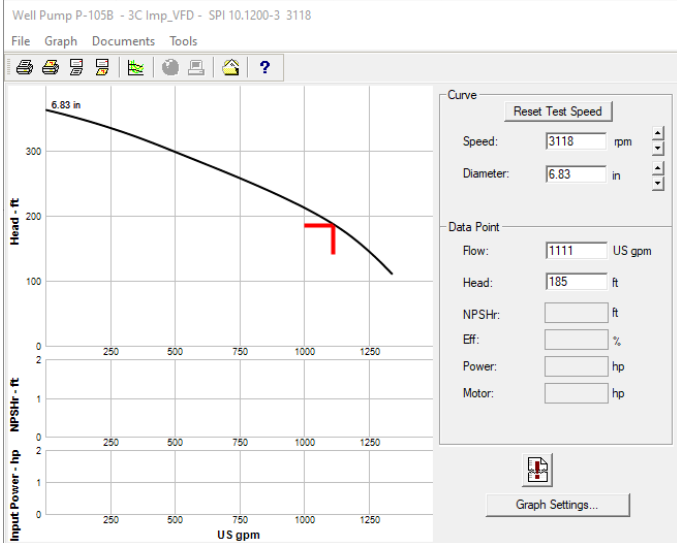 Well Pump P-105B - 3C Imp_VFD - SPI 10.1200-3 3118
File Graph Documents Tools
?
6.83 in
300
200
100
0
Head - ft
250 500 750 1000 1250
2
1
0
NPSHr - ft
250 500 750 1000 1250
2
1
0
Input Power - hp
250 500 750 1000 1250
US gpm
Curve
Reset Test Speed
Speed: 3118 rpm
Diameter: 6.83 in
Data Point
Flow: 1111 US gpm
Head: 185 ft
NPSHr: ft
Eff: %
Power: hp
Motor: hp
Graph Settings...